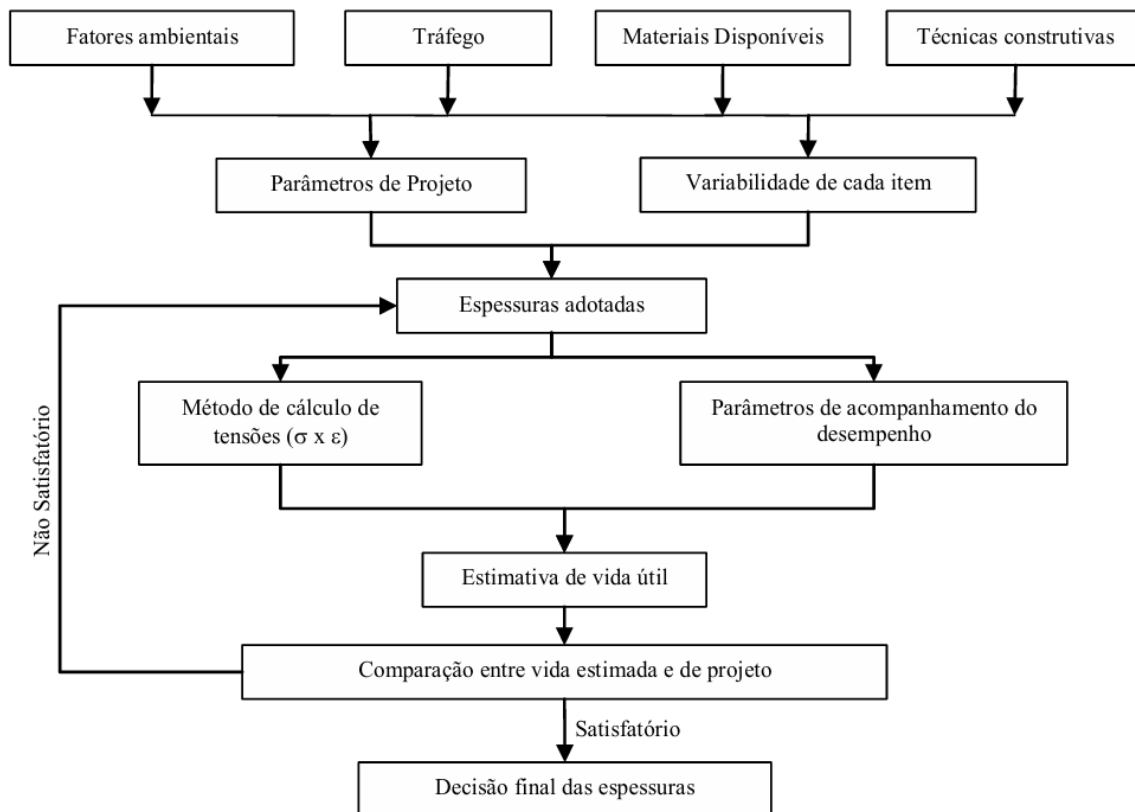 Fatores ambientais
Tráfego
Materiais Disponíveis
Técnicas construtivas
Parâmetros de Projeto
Variabilidade de cada item
Espessuras adotadas
Método de cálculo de
tensões (σ x ε)
Parâmetros de acompanhamento do
desempenho
Não Satisfatório
Estimativa de vida útil
Comparação entre vida estimada e de projeto
Satisfatório
Decisão final das espessuras